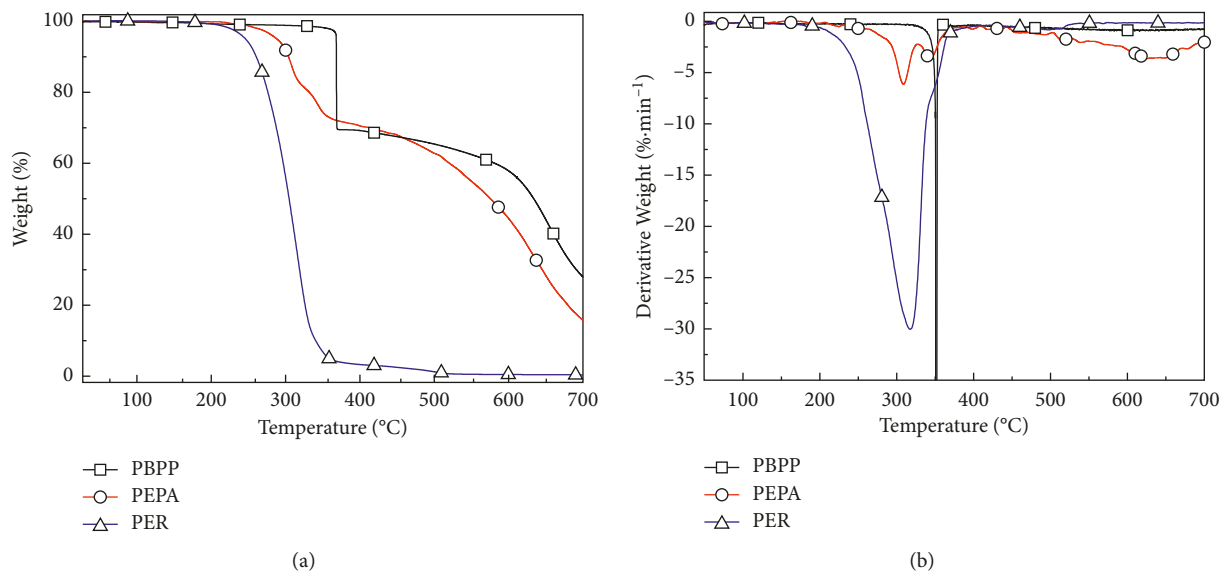 100
80
60
40
20
0
Weight (%)
100
200
300
400
500
600
700
Temperature (°C)
PBPP
PEPA
PER
(a)
0
−5
−10
−15
−20
−25
−30
−35
Derivative Weight (%·min⁻¹)
100
200
300
400
500
600
700
Temperature (°C)
PBPP
PEPA
PER
(b)